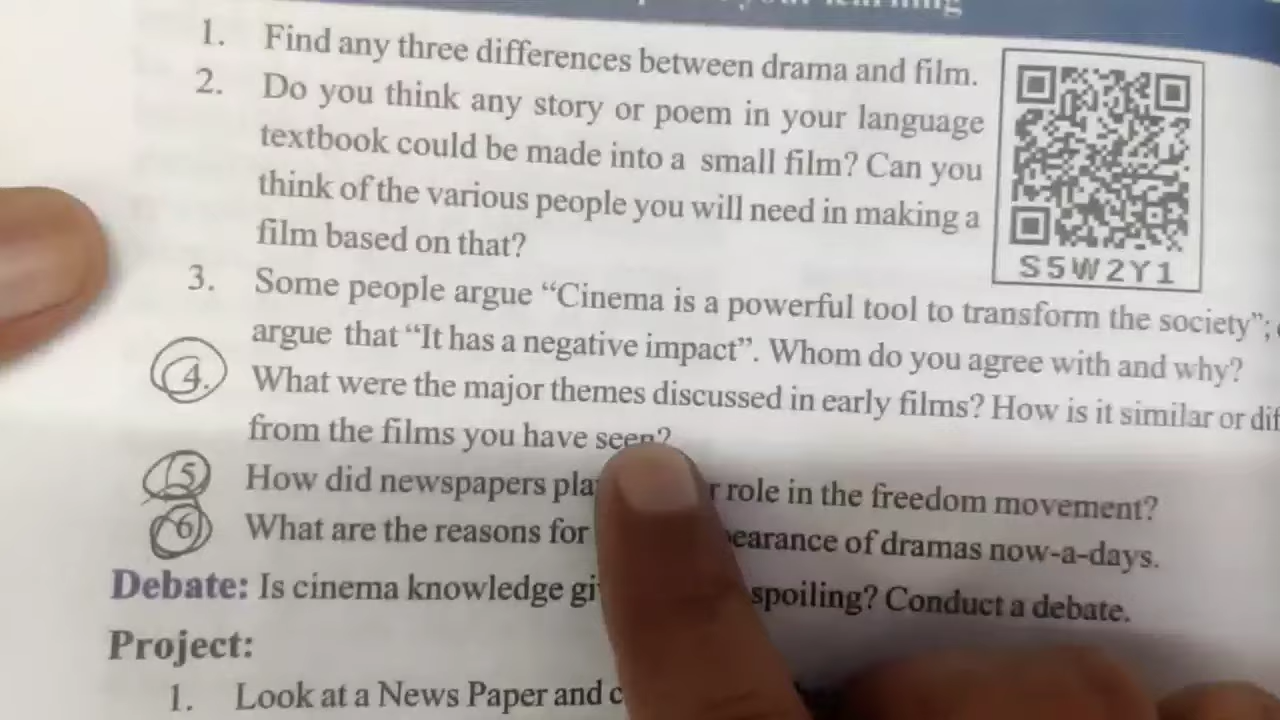 your learning
1. Find any three differences between drama and film.
2. Do you think any story or poem in your language
textbook could be made into a small film? Can you
think of the various people you will need in making a
film based on that?
S5W2Y1
3. Some people argue “Cinema is a powerful tool to transform the society”;
argue that “It has a negative impact”. Whom do you agree with and why?
4. What were the major themes discussed in early films? How is it similar or dif
from the films you have seen?
5 How did newspapers pla r role in the freedom movement?
6 What are the reasons for pearance of dramas now-a-days.
Debate: Is cinema knowledge gi spoiling? Conduct a debate.
Project:
1. Look at a News Paper and c